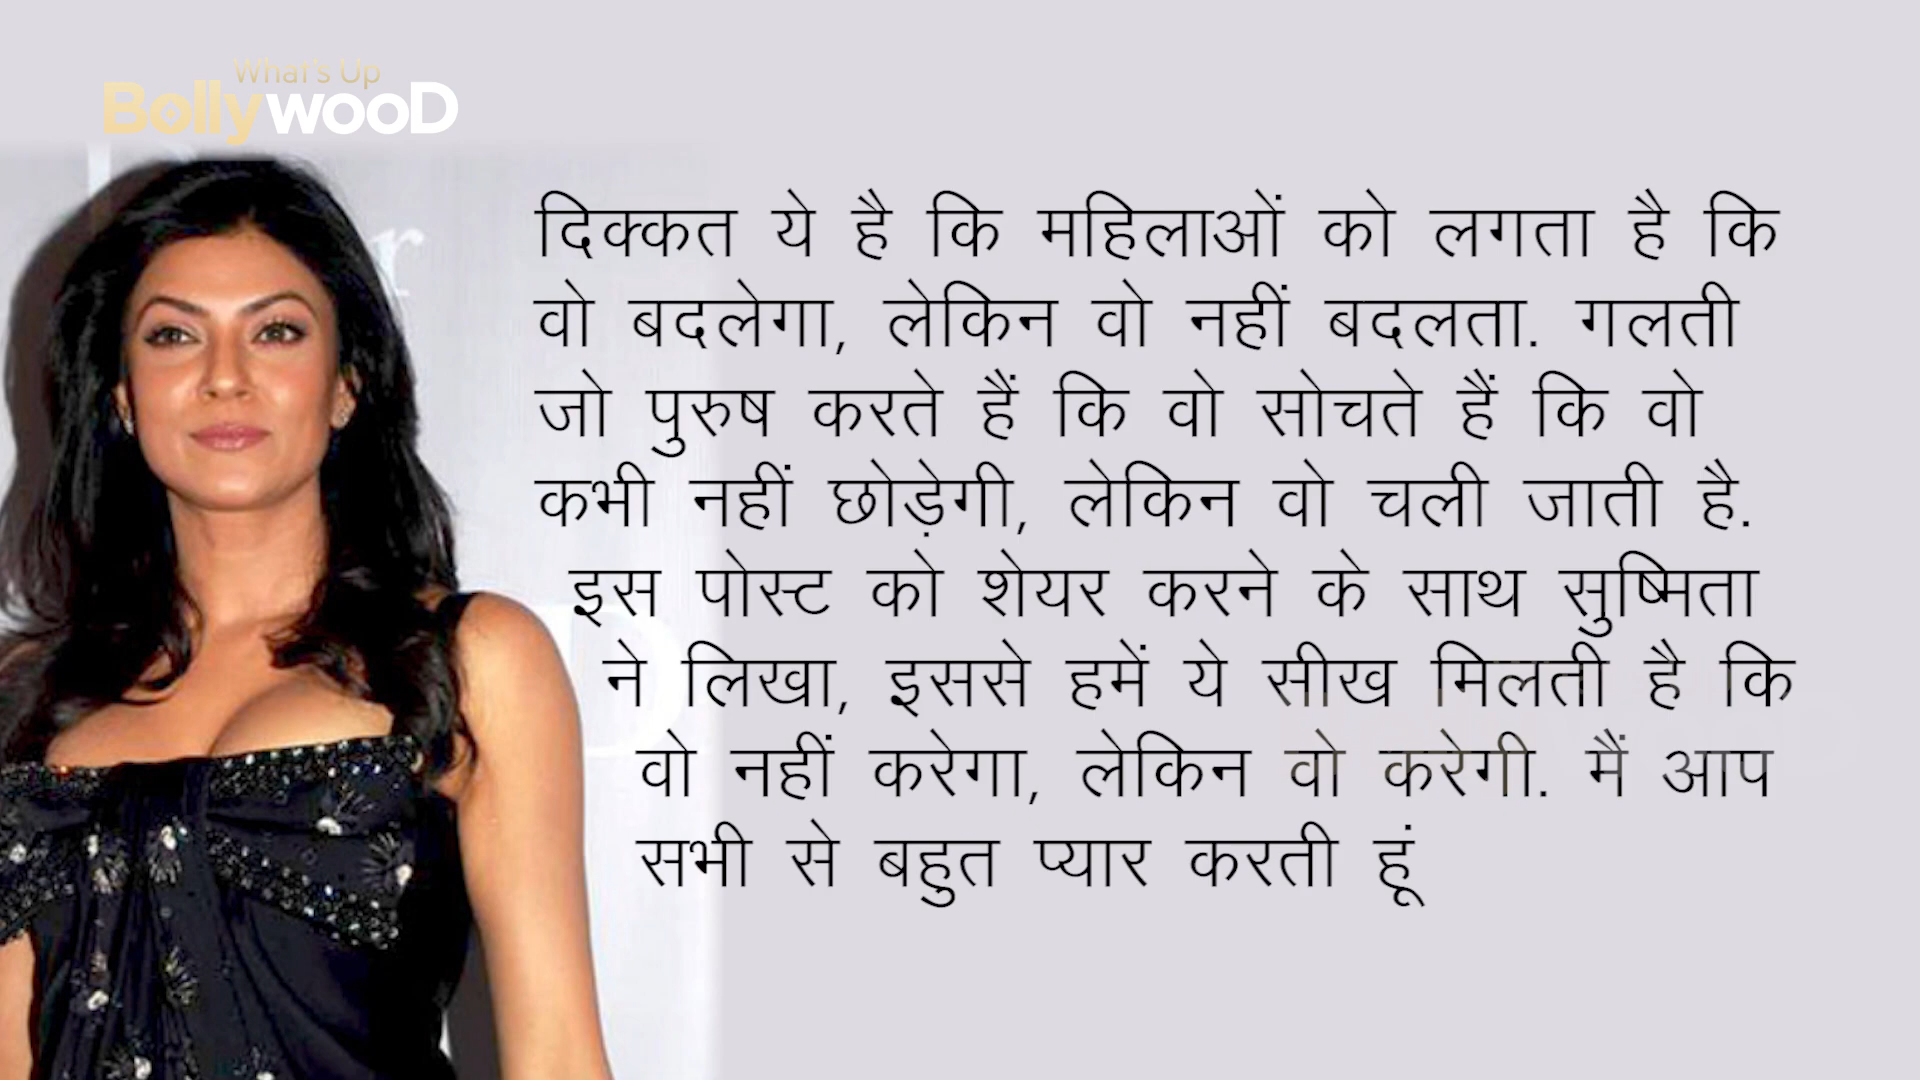 What's Up
BollywooD
दिक्कत ये है कि महिलाओं को लगता है कि
वो बदलेगा, लेकिन वो नहीं बदलता. गलती
जो पुरुष करते हैं कि वो सोचते हैं कि वो
कभी नहीं छोड़ेगी, लेकिन वो चली जाती है.
इस पोस्ट को शेयर करने के साथ सुष्मिता
ने लिखा, इससे हमें ये सीख मिलती है कि
वो नहीं करेगा, लेकिन वो करेगी. मैं आप
सभी से बहुत प्यार करती हूं